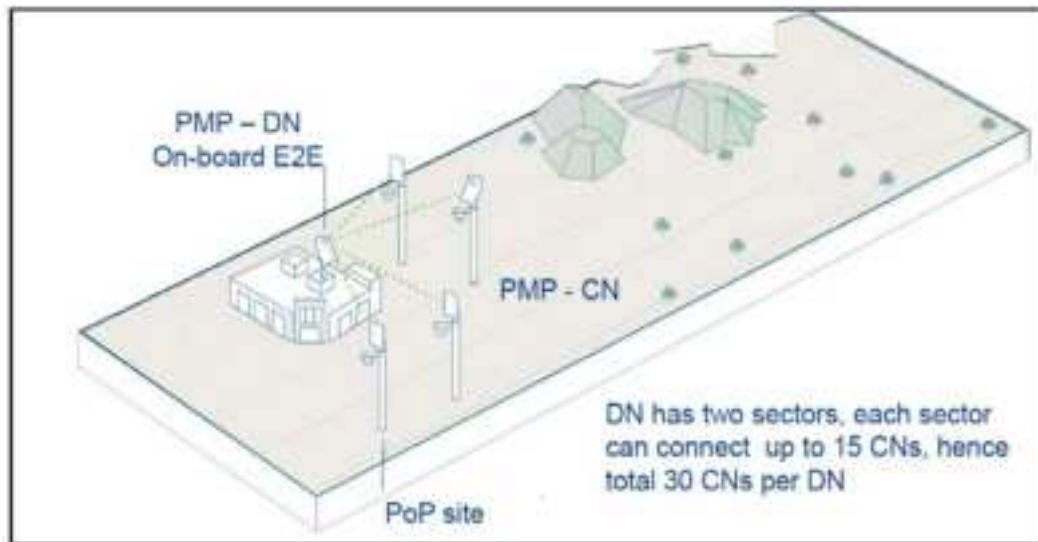 PMP – DN
On-board E2E
PMP - CN
DN has two sectors, each sector
can connect up to 15 CNs, hence
total 30 CNs per DN
PoP site